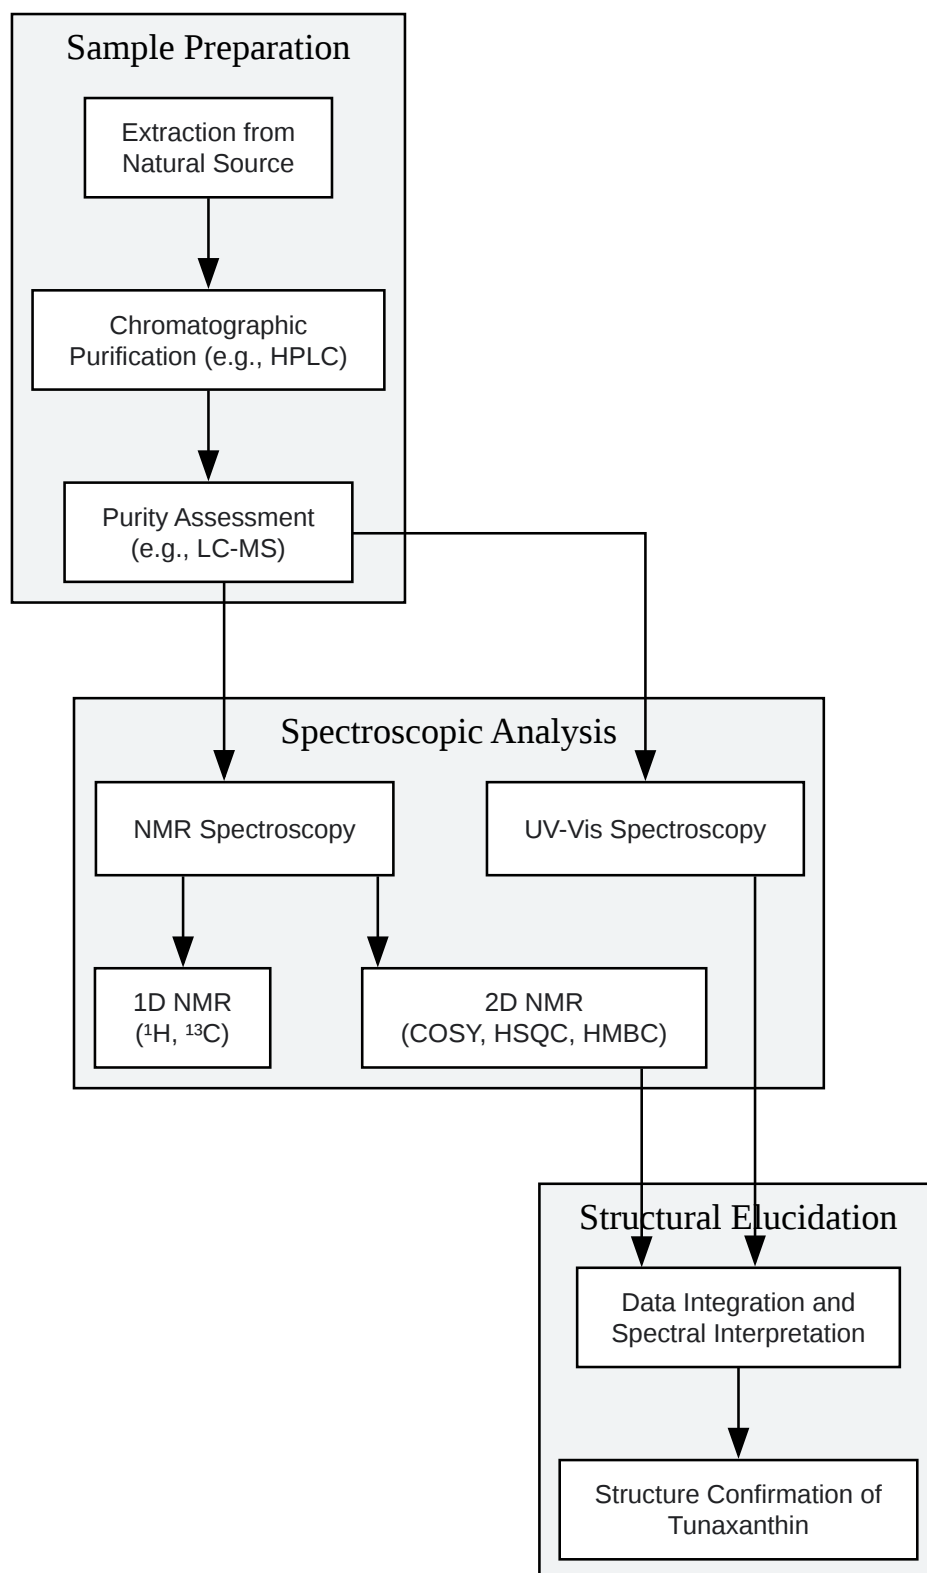 Sample Preparation
Extraction from
Natural Source
Chromatographic
Purification (e.g., HPLC)
Purity Assessment
(e.g., LC-MS)
Spectroscopic Analysis
NMR Spectroscopy
UV-Vis Spectroscopy
1D NMR
(¹H, ¹³C)
2D NMR
(COSY, HSQC, HMBC)
Structural Elucidation
Data Integration and
Spectral Interpretation
Structure Confirmation of
Tunaxanthin